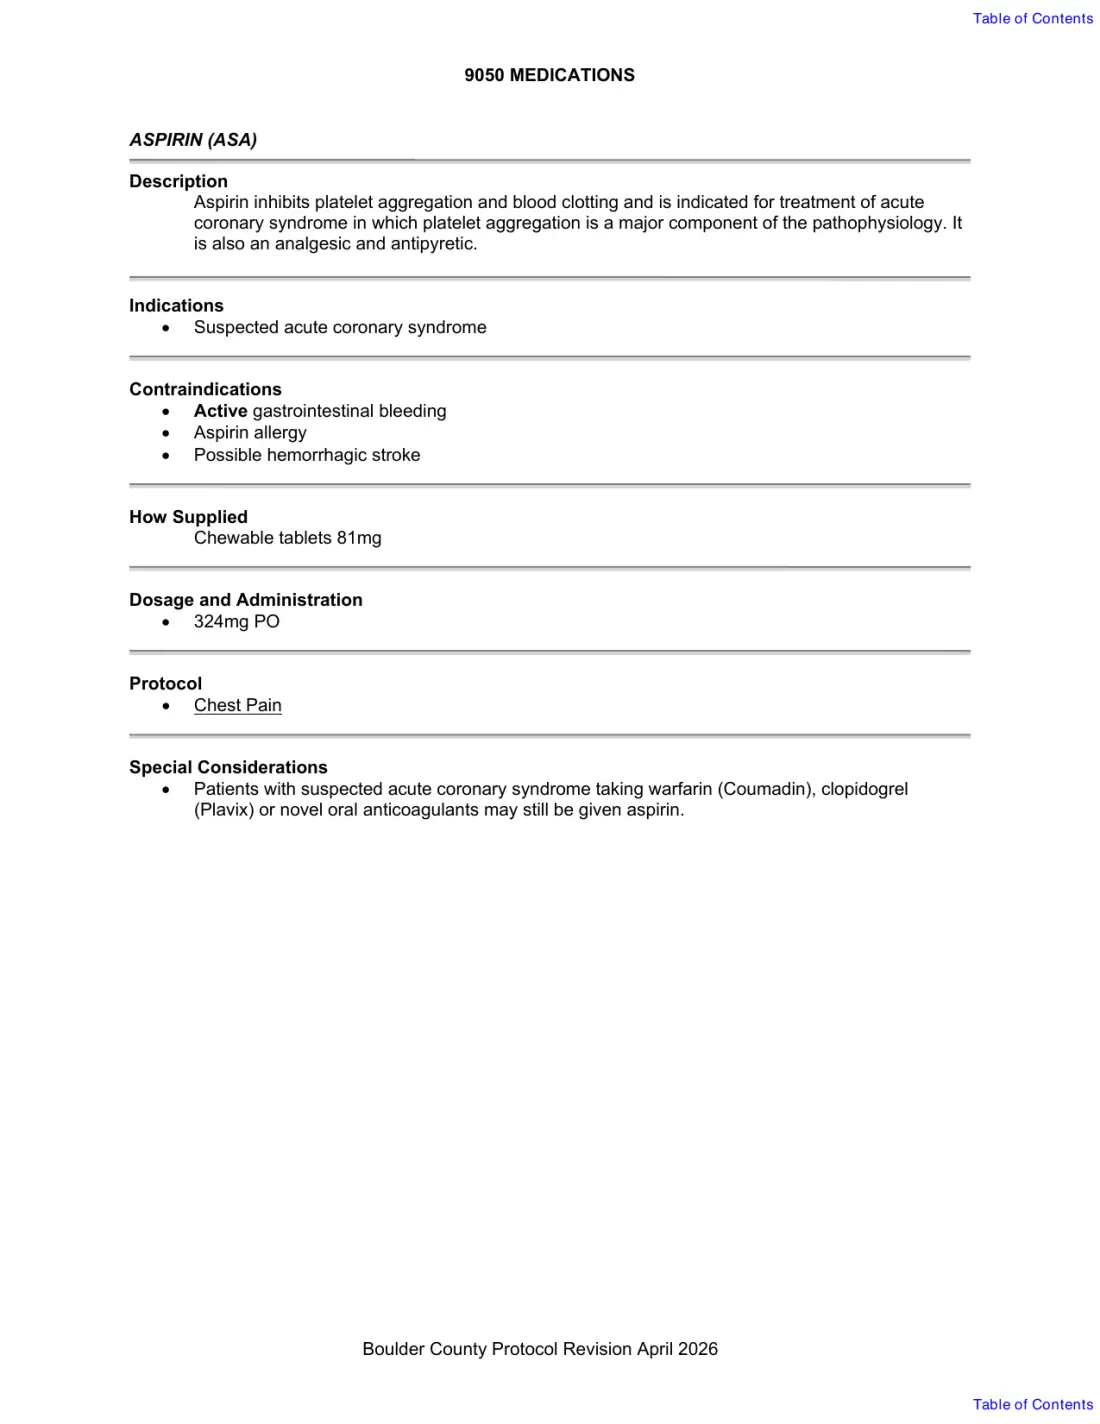 Table of Contents
9050 MEDICATIONS
ASPIRIN (ASA)
Description
Aspirin inhibits platelet aggregation and blood clotting and is indicated for treatment of acute
coronary syndrome in which platelet aggregation is a major component of the pathophysiology. It
is also an analgesic and antipyretic.
Indications
• Suspected acute coronary syndrome
Contraindications
• Active gastrointestinal bleeding
• Aspirin allergy
• Possible hemorrhagic stroke
How Supplied
Chewable tablets 81mg
Dosage and Administration
• 324mg PO
Protocol
• Chest Pain
Special Considerations
• Patients with suspected acute coronary syndrome taking warfarin (Coumadin), clopidogrel
(Plavix) or novel oral anticoagulants may still be given aspirin.
Boulder County Protocol Revision April 2026
Table of Contents